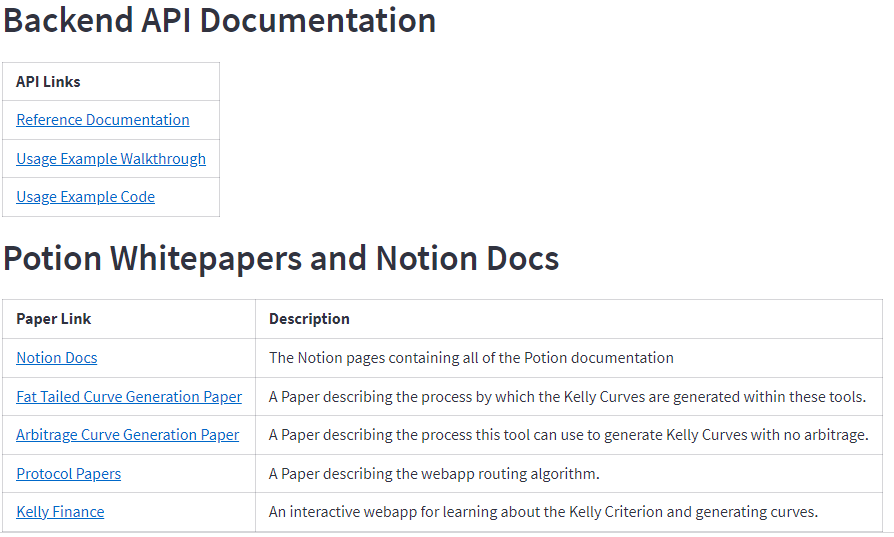 Backend API Documentation
API Links
Reference Documentation
Usage Example Walkthrough
Usage Example Code
Potion Whitepapers and Notion Docs
Paper Link Description
Notion Docs The Notion pages containing all of the Potion documentation
Fat Tailed Curve Generation Paper A Paper describing the process by which the Kelly Curves are generated within these tools.
Arbitrage Curve Generation Paper A Paper describing the process this tool can use to generate Kelly Curves with no arbitrage.
Protocol Papers A Paper describing the webapp routing algorithm.
Kelly Finance An interactive webapp for learning about the Kelly Criterion and generating curves.